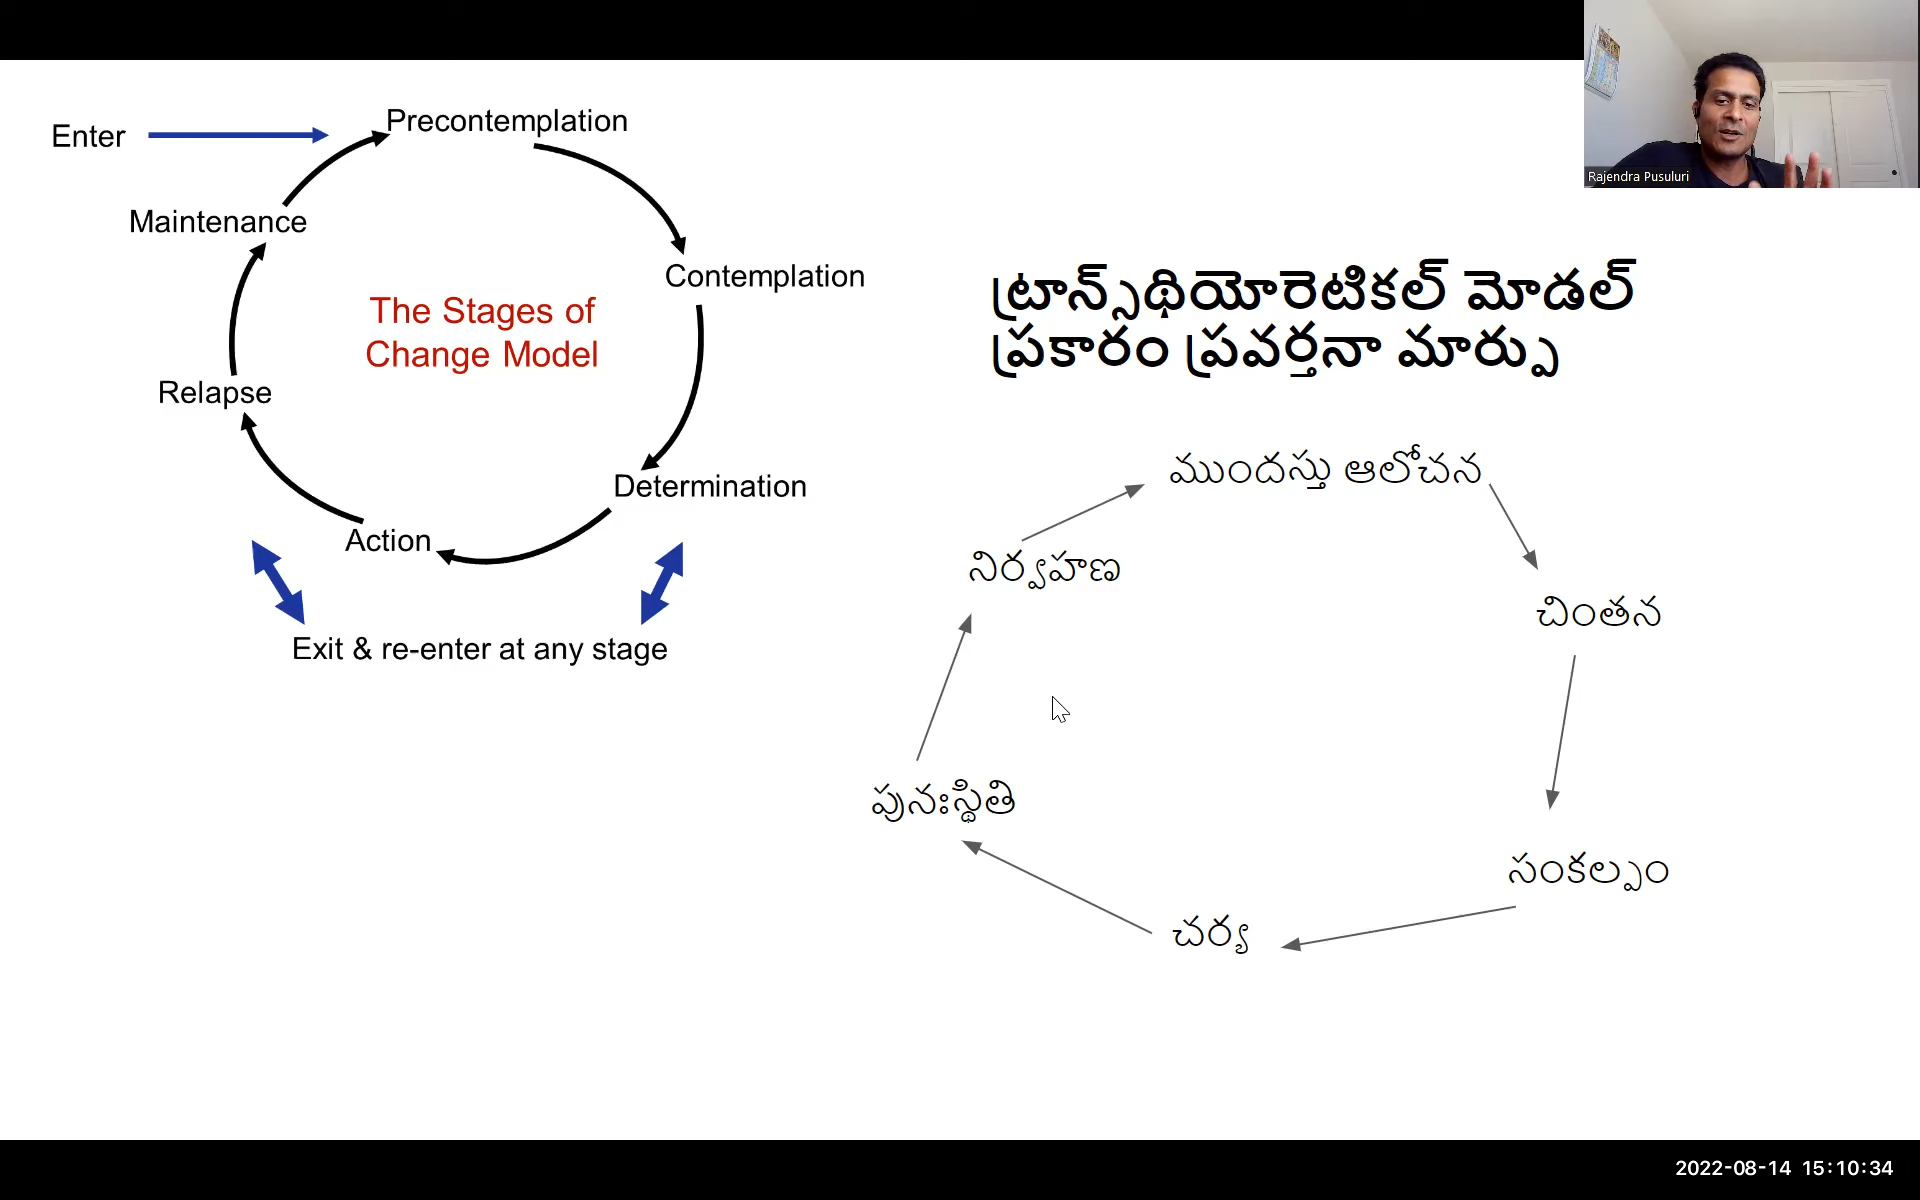 Rajendra Pusuluri
Enter
Precontemplation
Maintenance
Contemplation
The Stages of
Change Model
Relapse
Determination
Action
Exit & re-enter at any stage
ట్రాన్స్‌థియోరెటికల్ మోడల్
ప్రకారం ప్రవర్తనా మార్పు
ముందస్తు ఆలోచన
నిర్వహణ
చింతన
పునఃస్థితి
సంకల్పం
చర్య
2022-08-14 15:10:34